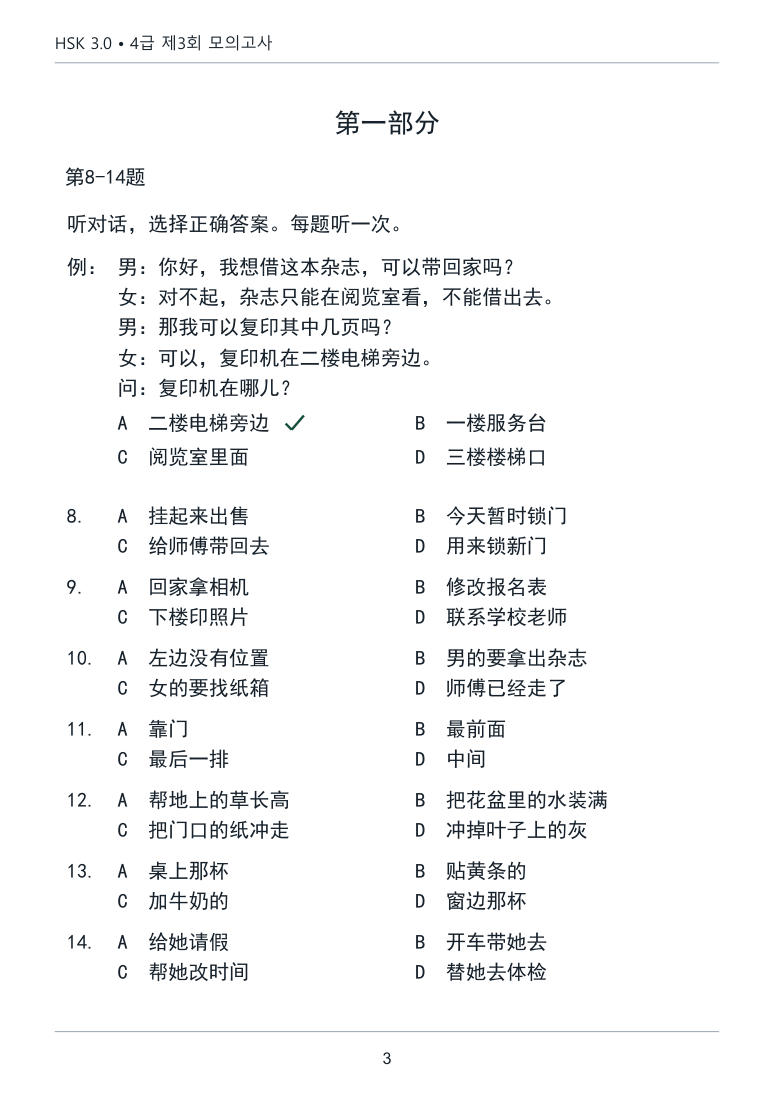 HSK 3.0 • 4급 제3회 모의고사
第一部分
第8-14题
听对话，选择正确答案。每题听一次。
例： 男：你好，我想借这本杂志，可以带回家吗？
女：对不起，杂志只能在阅览室看，不能借出去。
男：那我可以复印其中几页吗？
女：可以，复印机在二楼电梯旁边。
问：复印机在哪儿？
A 二楼电梯旁边 ✓ B 一楼服务台
C 阅览室里面 D 三楼楼梯口
8. A 挂起来出售 B 今天暂时锁门
C 给师傅带回去 D 用来锁新门
9. A 回家拿相机 B 修改报名表
C 下楼印照片 D 联系学校老师
10. A 左边没有位置 B 男的要拿出杂志
C 女的要找纸箱 D 师傅已经走了
11. A 靠门 B 最前面
C 最后一排 D 中间
12. A 帮地上的草长高 B 把花盆里的水装满
C 把门口的纸冲走 D 冲掉叶子上的灰
13. A 桌上那杯 B 贴黄条的
C 加牛奶的 D 窗边那杯
14. A 给她请假 B 开车带她去
C 帮她改时间 D 替她去体检
3